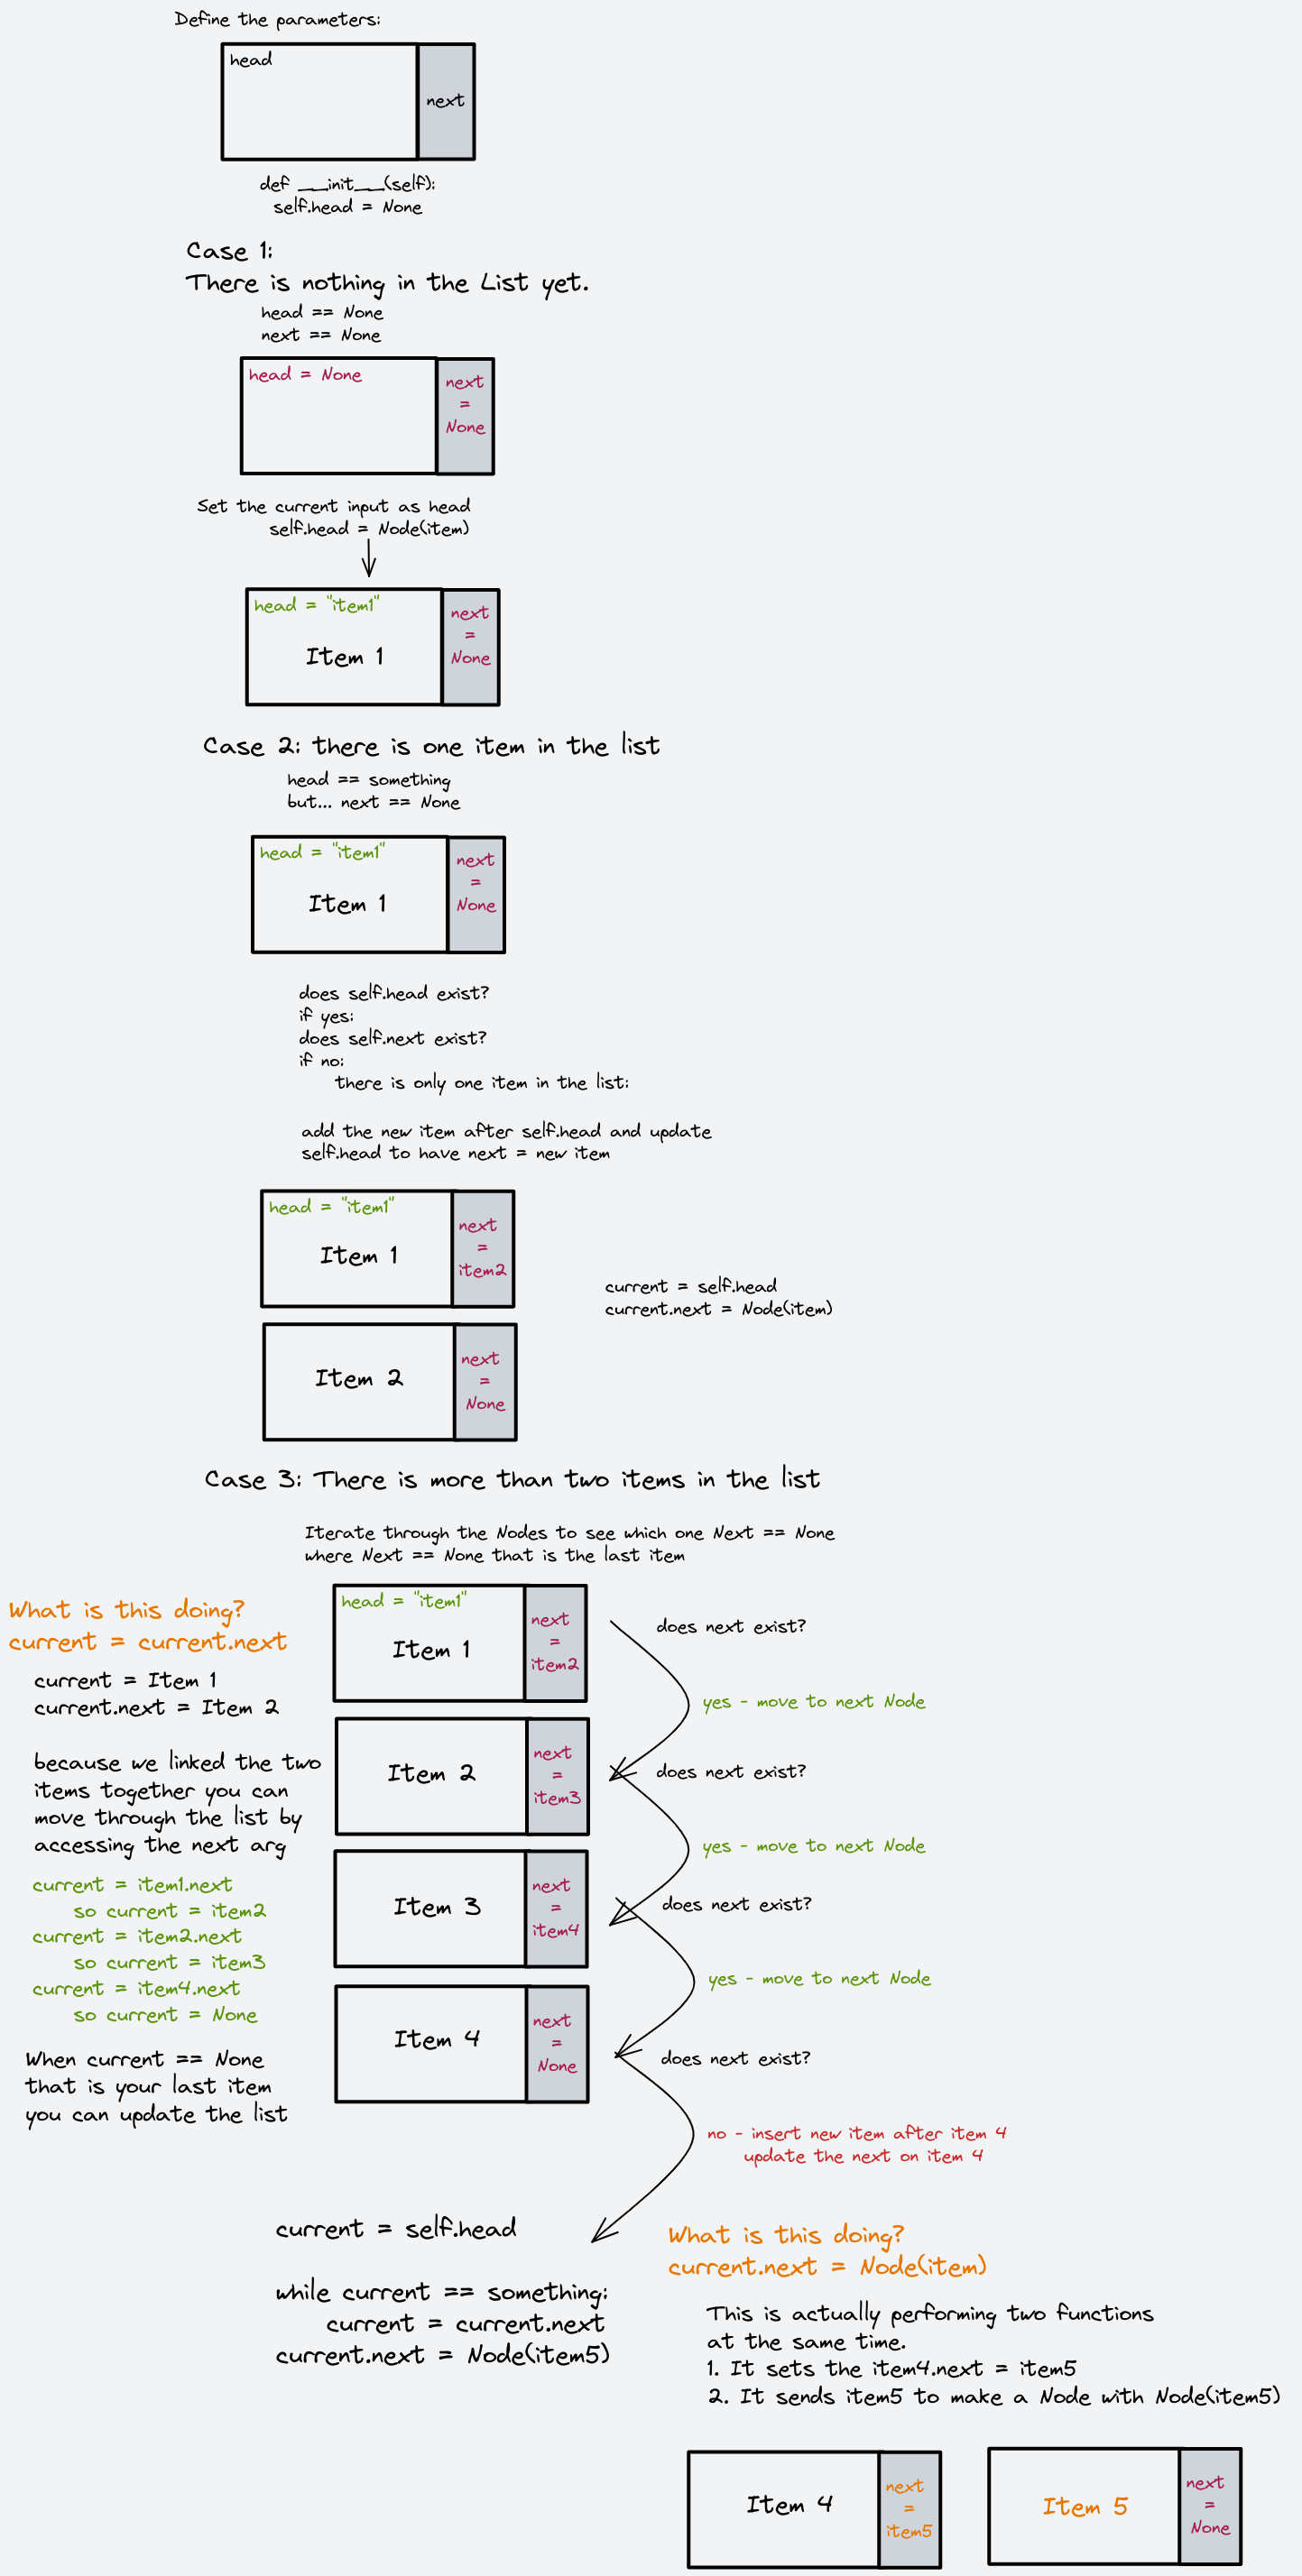 Define the parameters:
head
next
def __init__(self):
self.head = None
Case 1:
There is nothing in the List yet.
head == None
next == None
head = None
next
=
None
Set the current input as head
self.head = Node(item)
head = "item1"
Item 1
next
=
None
Case 2: there is one item in the list
head == something
but... next == None
head = "item1"
Item 1
next
=
None
does self.head exist?
if yes:
does self.next exist?
if no:
there is only one item in the list:
add the new item after self.head and update
self.head to have next = new item
head = "item1"
Item 1
next
=
item2
current = self.head
current.next = Node(item)
Item 2
next
=
None
Case 3: There is more than two items in the list
Iterate through the Nodes to see which one Next == None
where Next == None that is the last item
What is this doing?
current = current.next
current = Item 1
current.next = Item 2
because we linked the two
items together you can
move through the list by
accessing the next arg
current = item1.next
so current = item2
current = item2.next
so current = item3
current = item4.next
so current = None
When current == None
that is your last item
you can update the list
head = "item1"
Item 1
next
=
item2
does next exist?
yes - move to next Node
Item 2
next
=
item3
does next exist?
yes - move to next Node
Item 3
next
=
item4
does next exist?
yes - move to next Node
Item 4
next
=
None
does next exist?
no - insert new item after item 4
update the next on item 4
current = self.head
while current == something:
current = current.next
current.next = Node(item5)
What is this doing?
current.next = Node(item)
This is actually performing two functions
at the same time.
1. It sets the item4.next = item5
2. It sends item5 to make a Node with Node(item5)
Item 4
next
=
item5
Item 5
next
=
None